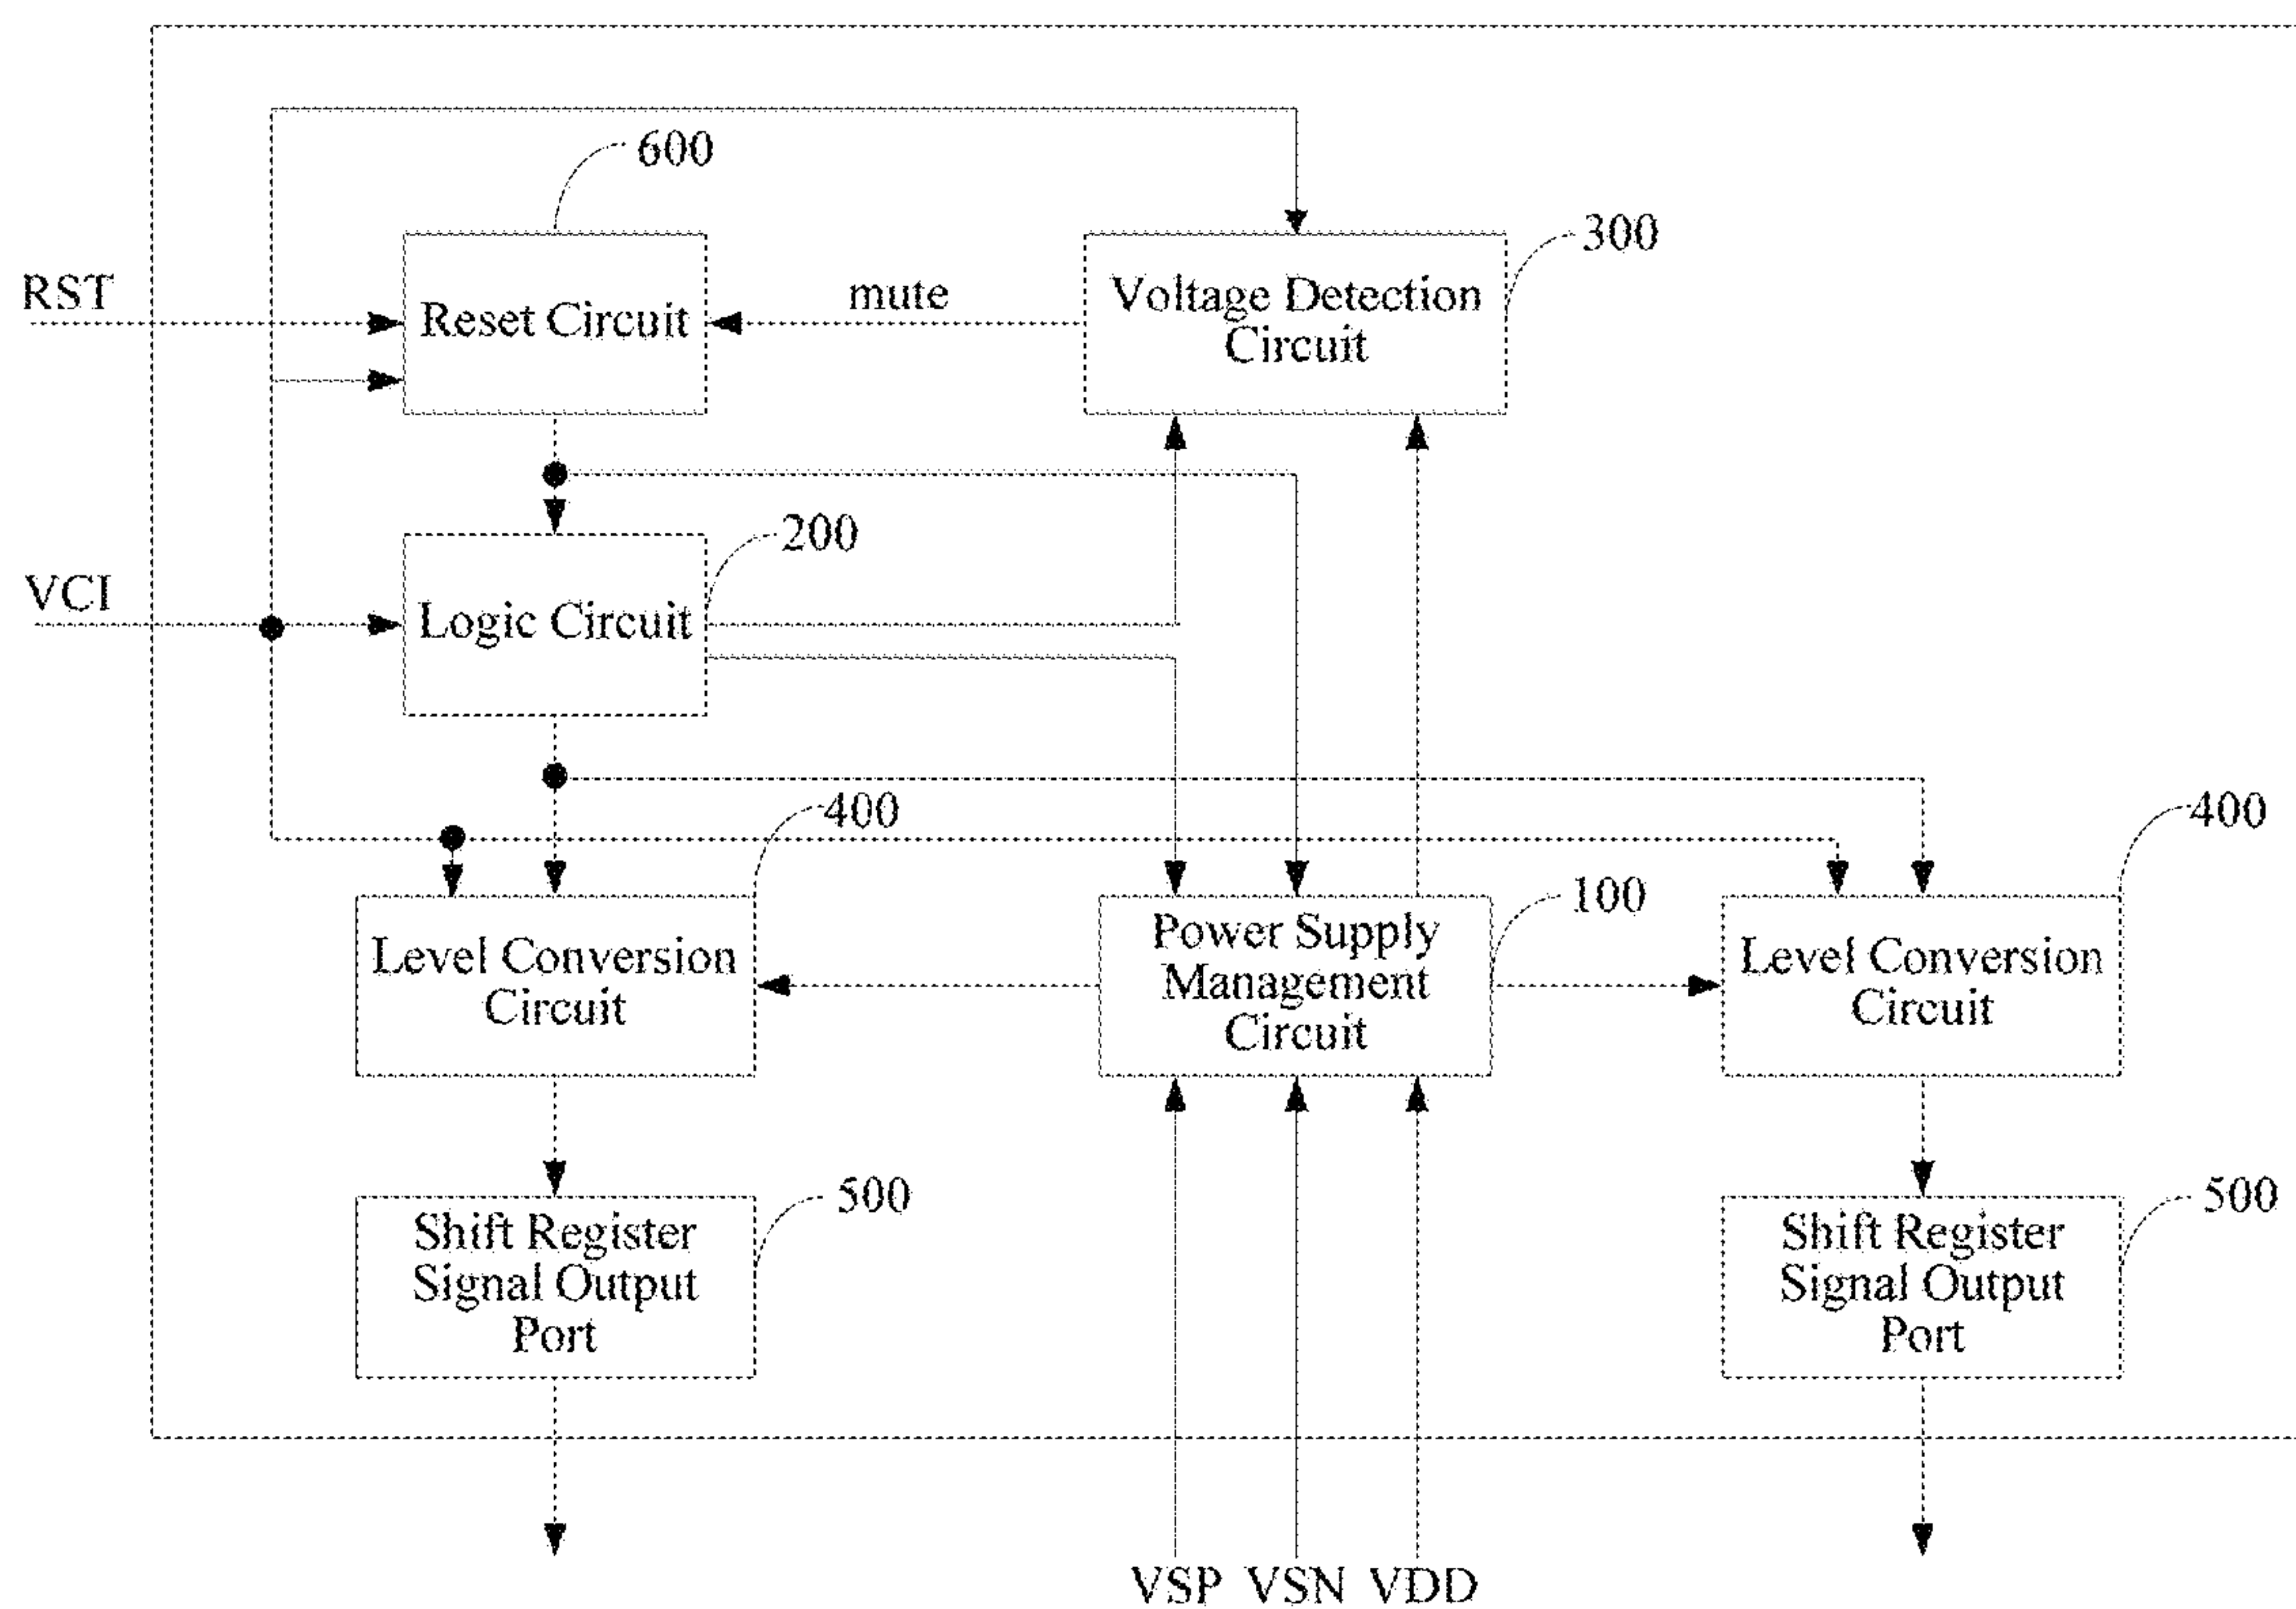 600
300
RST
Reset Circuit
mute
Voltage Detection
Circuit
200
VCI
Logic Circuit
400
400
100
Level Conversion
Circuit
Power Supply
Management
Circuit
Level Conversion
Circuit
500
500
Shift Register
Signal Output
Port
Shift Register
Signal Output
Port
VSP VSN VDD